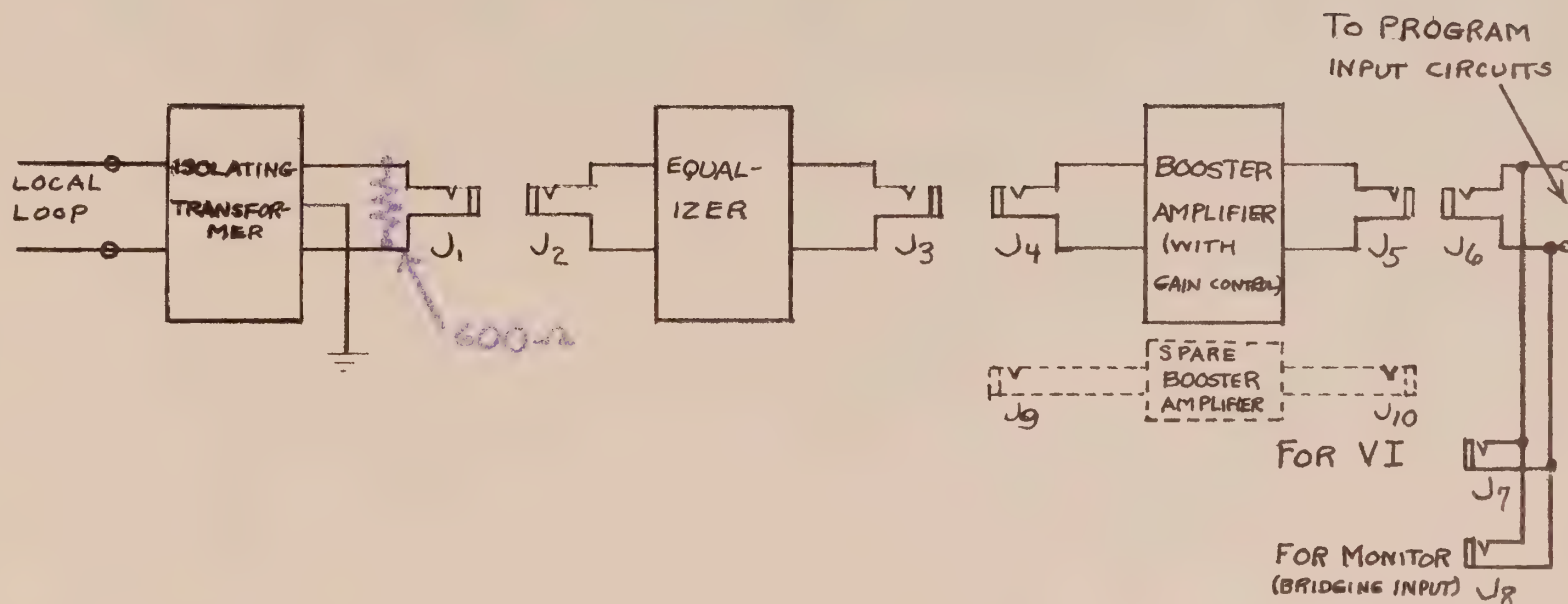 TO PROGRAM
INPUT CIRCUITS
LOCAL
LOOP
ISOLATING
TRANSFOR-
MER
J1
J2
EQUAL-
IZER
J3
J4
BOOSTER
AMPLIFIER
(WITH
GAIN CONTROL)
J5
J6
600-Ω
SPARE
BOOSTER
AMPLIFIER
J9
J10
FOR VI
J7
FOR MONITOR
(BRIDGING INPUT)
J8